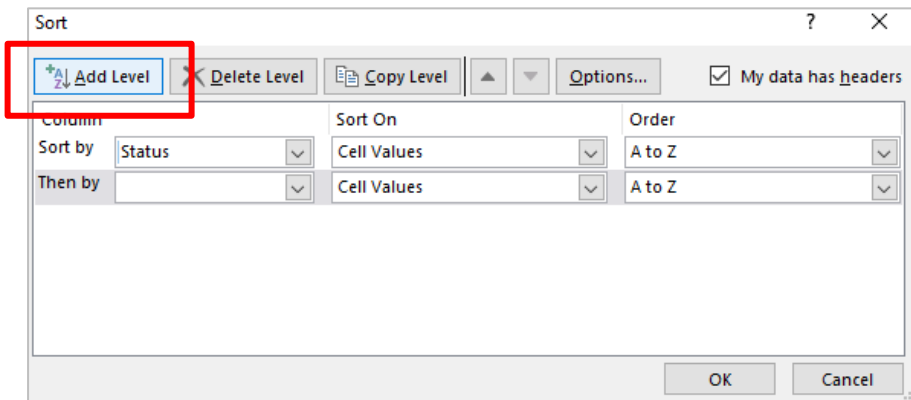 Sort ?
Add Level Delete Level Copy Level Options... My data has headers
Column Sort On Order
Sort by Status Cell Values A to Z
Then by Cell Values A to Z
OK Cancel